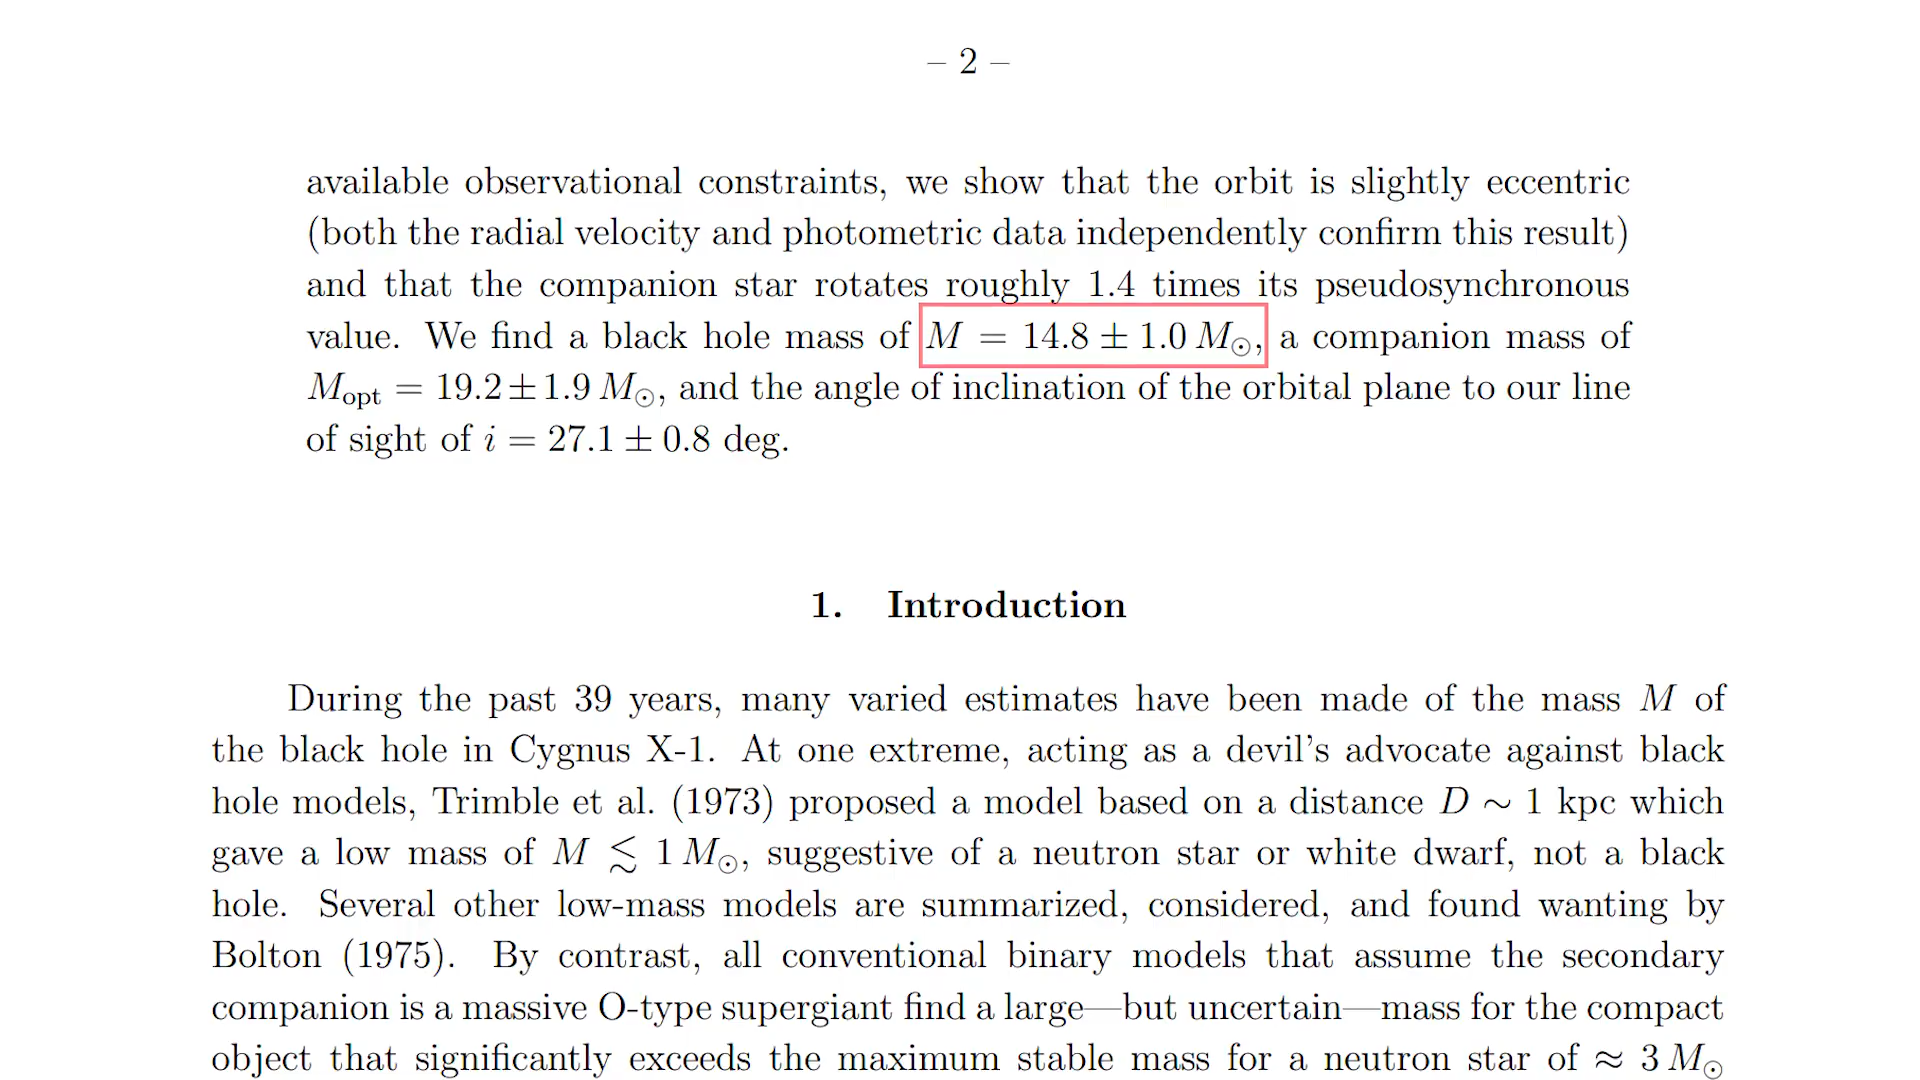 – 2 –
available observational constraints, we show that the orbit is slightly eccentric
(both the radial velocity and photometric data independently confirm this result)
and that the companion star rotates roughly 1.4 times its pseudosynchronous
value. We find a black hole mass of M = 14.8 ± 1.0 M⊙, a companion mass of
Mopt = 19.2±1.9 M⊙, and the angle of inclination of the orbital plane to our line
of sight of i = 27.1 ± 0.8 deg.
1. Introduction
During the past 39 years, many varied estimates have been made of the mass M of
the black hole in Cygnus X-1. At one extreme, acting as a devil's advocate against black
hole models, Trimble et al. (1973) proposed a model based on a distance D ∼ 1 kpc which
gave a low mass of M ≲ 1 M⊙, suggestive of a neutron star or white dwarf, not a black
hole. Several other low-mass models are summarized, considered, and found wanting by
Bolton (1975). By contrast, all conventional binary models that assume the secondary
companion is a massive O-type supergiant find a large—but uncertain—mass for the compact
object that significantly exceeds the maximum stable mass for a neutron star of ≈ 3 M⊙